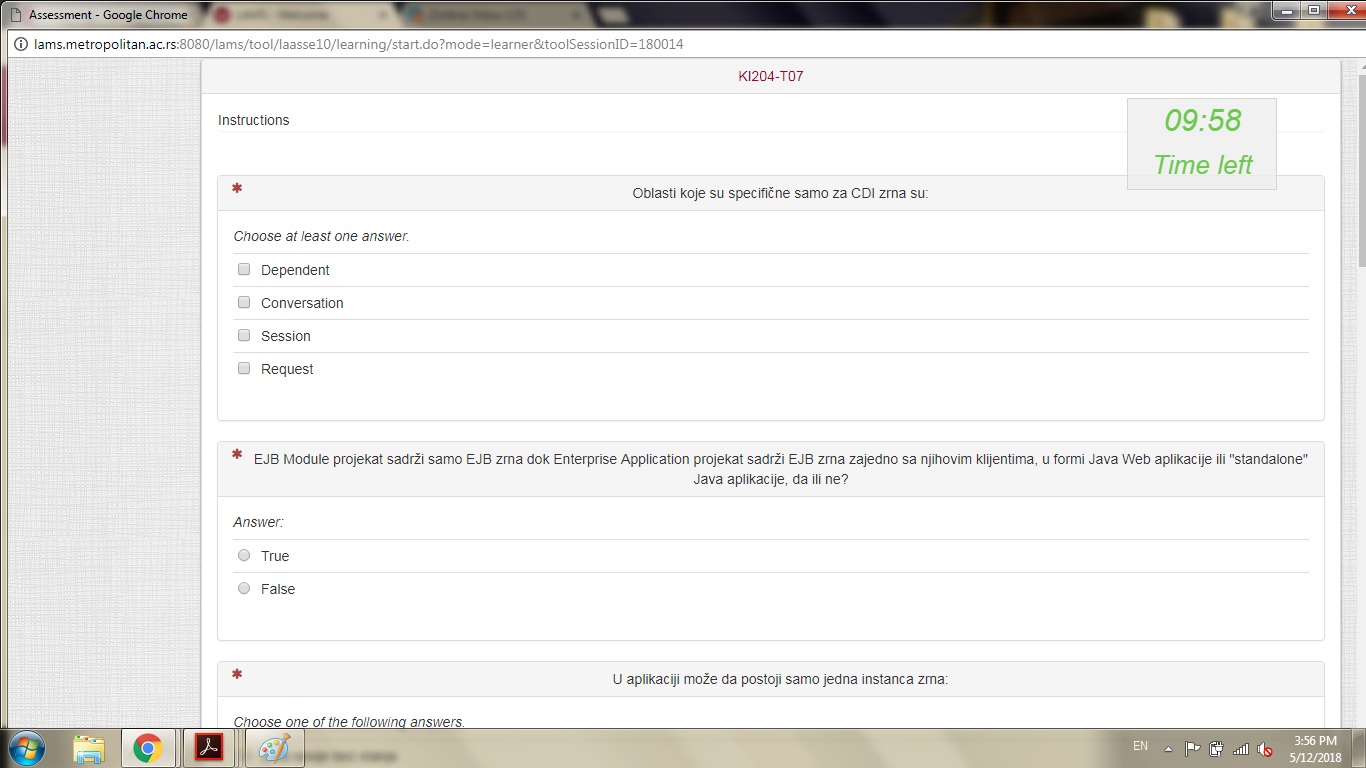 Assessment - Google Chrome
lams.metropolitan.ac.rs:8080/lams/tool/laasse10/learning/start.do?mode=learner&toolSessionID=180014
KI204-T07
Instructions
09:58
Time left
* Oblasti koje su specifične samo za CDI zrna su:
Choose at least one answer.
Dependent
Conversation
Session
Request
* EJB Module projekat sadrži samo EJB zrna dok Enterprise Application projekat sadrži EJB zrna zajedno sa njihovim klijentima, u formi Java Web aplikacije ili "standalone"
Java aplikacije, da ili ne?
Answer:
True
False
* U aplikaciji može da postoji samo jedna instanca zrna:
Choose one of the following answers.
EN
3:56 PM
5/12/2018